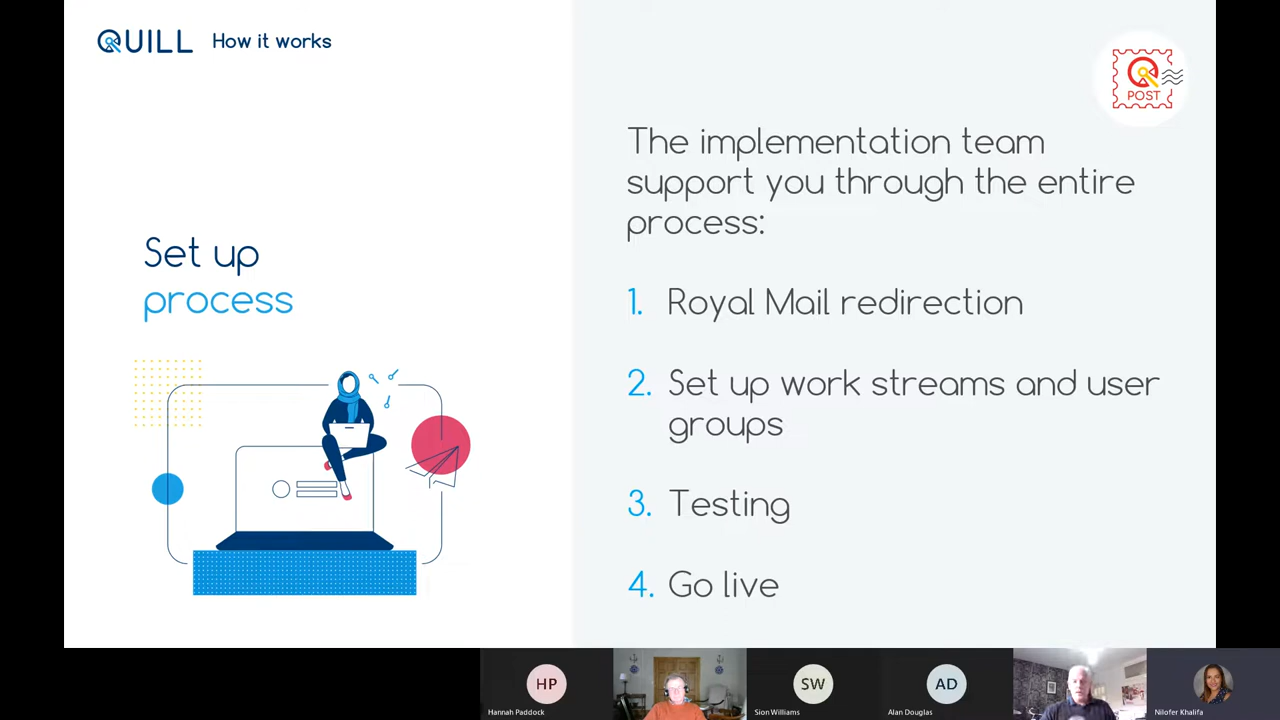 QUILL How it works
POST
Set up
process
The implementation team
support you through the entire
process:
1. Royal Mail redirection
2. Set up work streams and user
groups
3. Testing
4. Go live
HP
SW
AD
Hannah Paddock
Sion Williams
Alan Douglas
Nilofer Khalifa